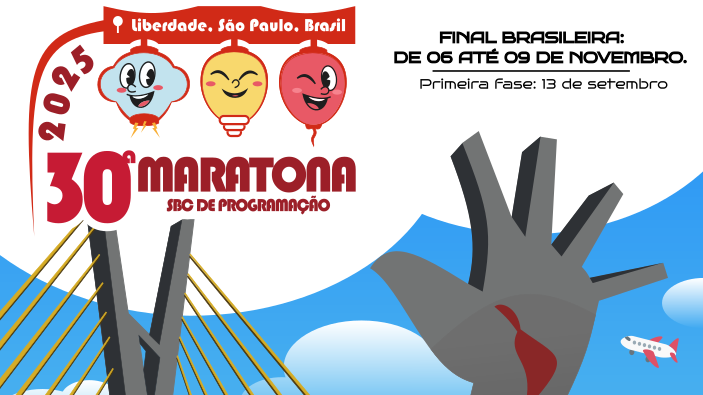 Liberdade, São Paulo, Brasil
2025
30ª MARATONA
SBC DE PROGRAMAÇÃO
FINAL BRASILEIRA:
DE 06 ATÉ 09 DE NOVEMBRO.
Primeira fase: 13 de setembro